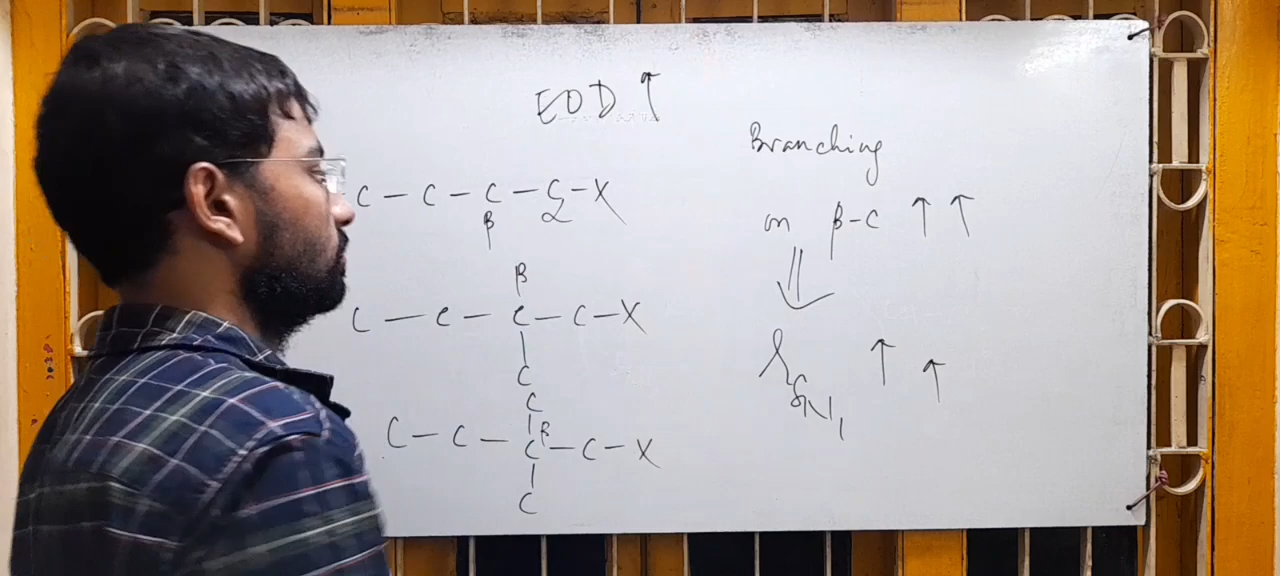 EOD ↑
C – C – C – C – X
β α
β
C – C – C – C – X
C
C
C – C – C – C – X
β
C
Branching
on β-C ↑ ↑
⇓
λ SN1 ↑ ↑